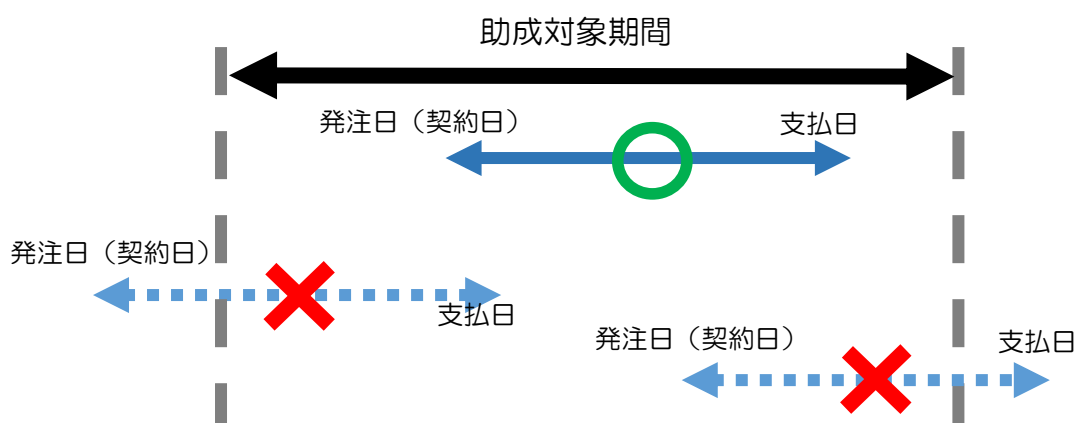 助成対象期間
発注日（契約日）
支払日
発注日（契約日）
支払日
発注日（契約日）
支払日